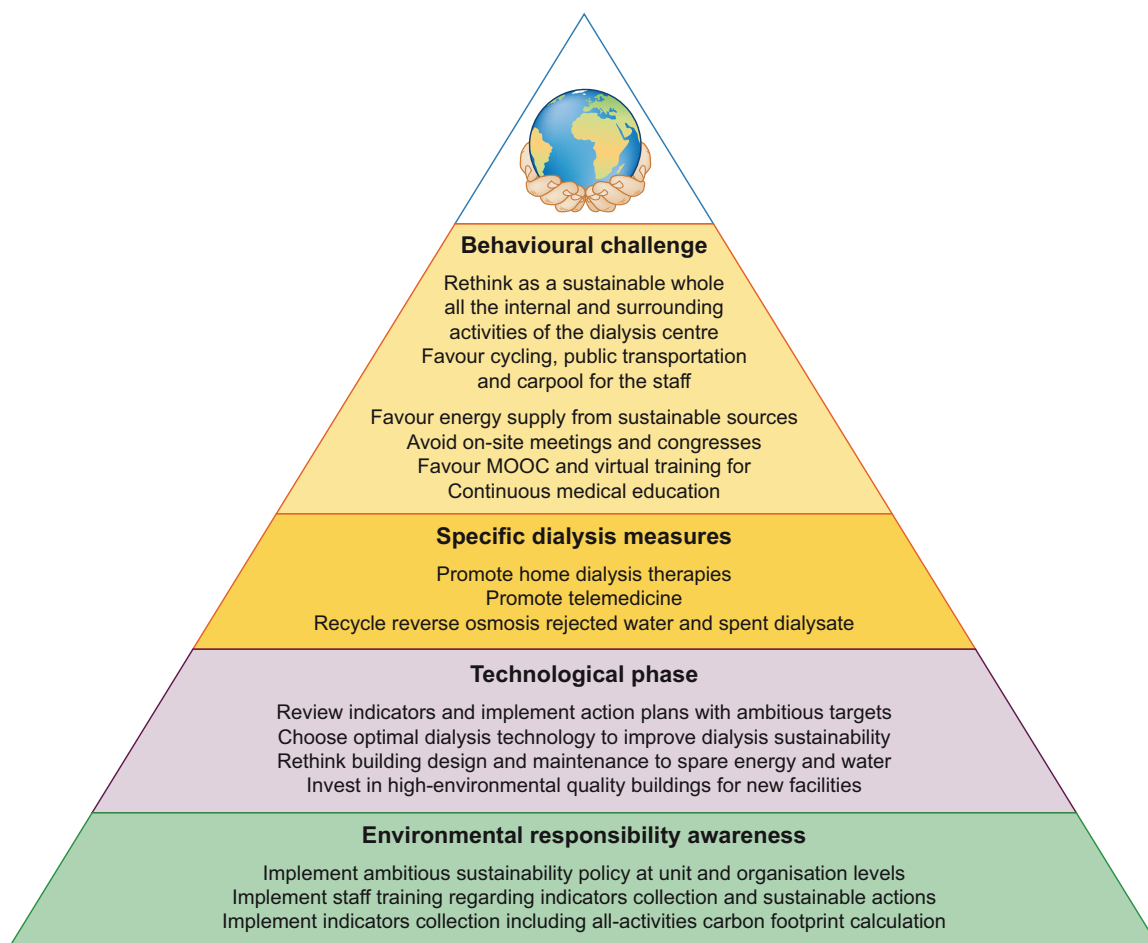 Behavioural challenge
Rethink as a sustainable whole
all the internal and surrounding
activities of the dialysis centre
Favour cycling, public transportation
and carpool for the staff
Favour energy supply from sustainable sources
Avoid on-site meetings and congresses
Favour MOOC and virtual training for
Continuous medical education
Specific dialysis measures
Promote home dialysis therapies
Promote telemedicine
Recycle reverse osmosis rejected water and spent dialysate
Technological phase
Review indicators and implement action plans with ambitious targets
Choose optimal dialysis technology to improve dialysis sustainability
Rethink building design and maintenance to spare energy and water
Invest in high-environmental quality buildings for new facilities
Environmental responsibility awareness
Implement ambitious sustainability policy at unit and organisation levels
Implement staff training regarding indicators collection and sustainable actions
Implement indicators collection including all-activities carbon footprint calculation